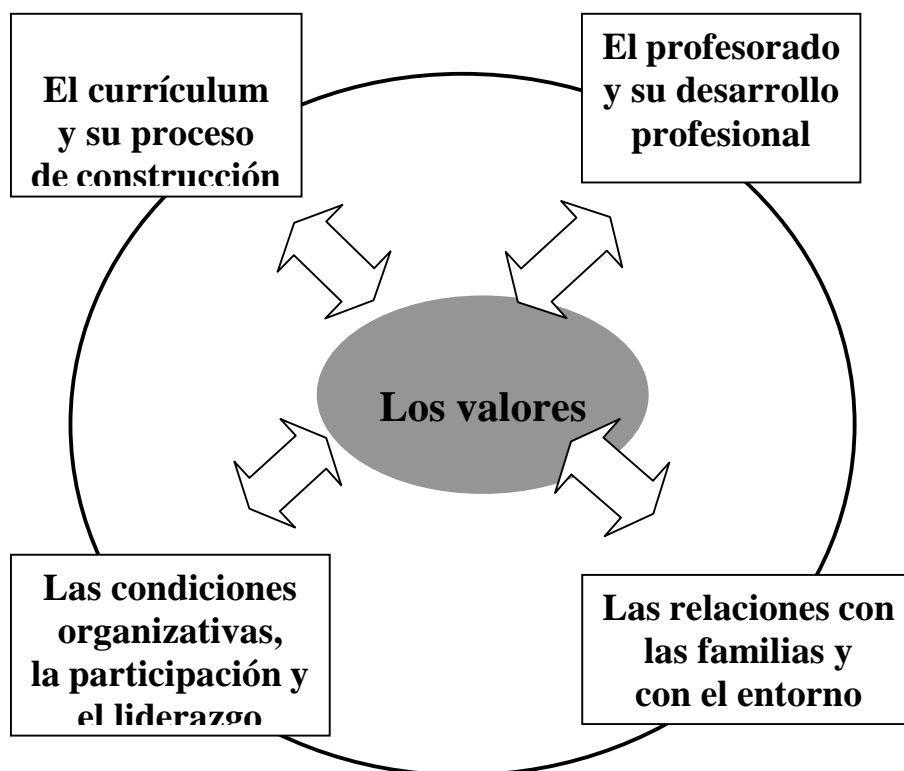 El currículum
y su proceso
de construcción
El profesorado
y su desarrollo
profesional
Los valores
Las condiciones
organizativas,
la participación y
el liderazgo
Las relaciones con
las familias y
con el entorno